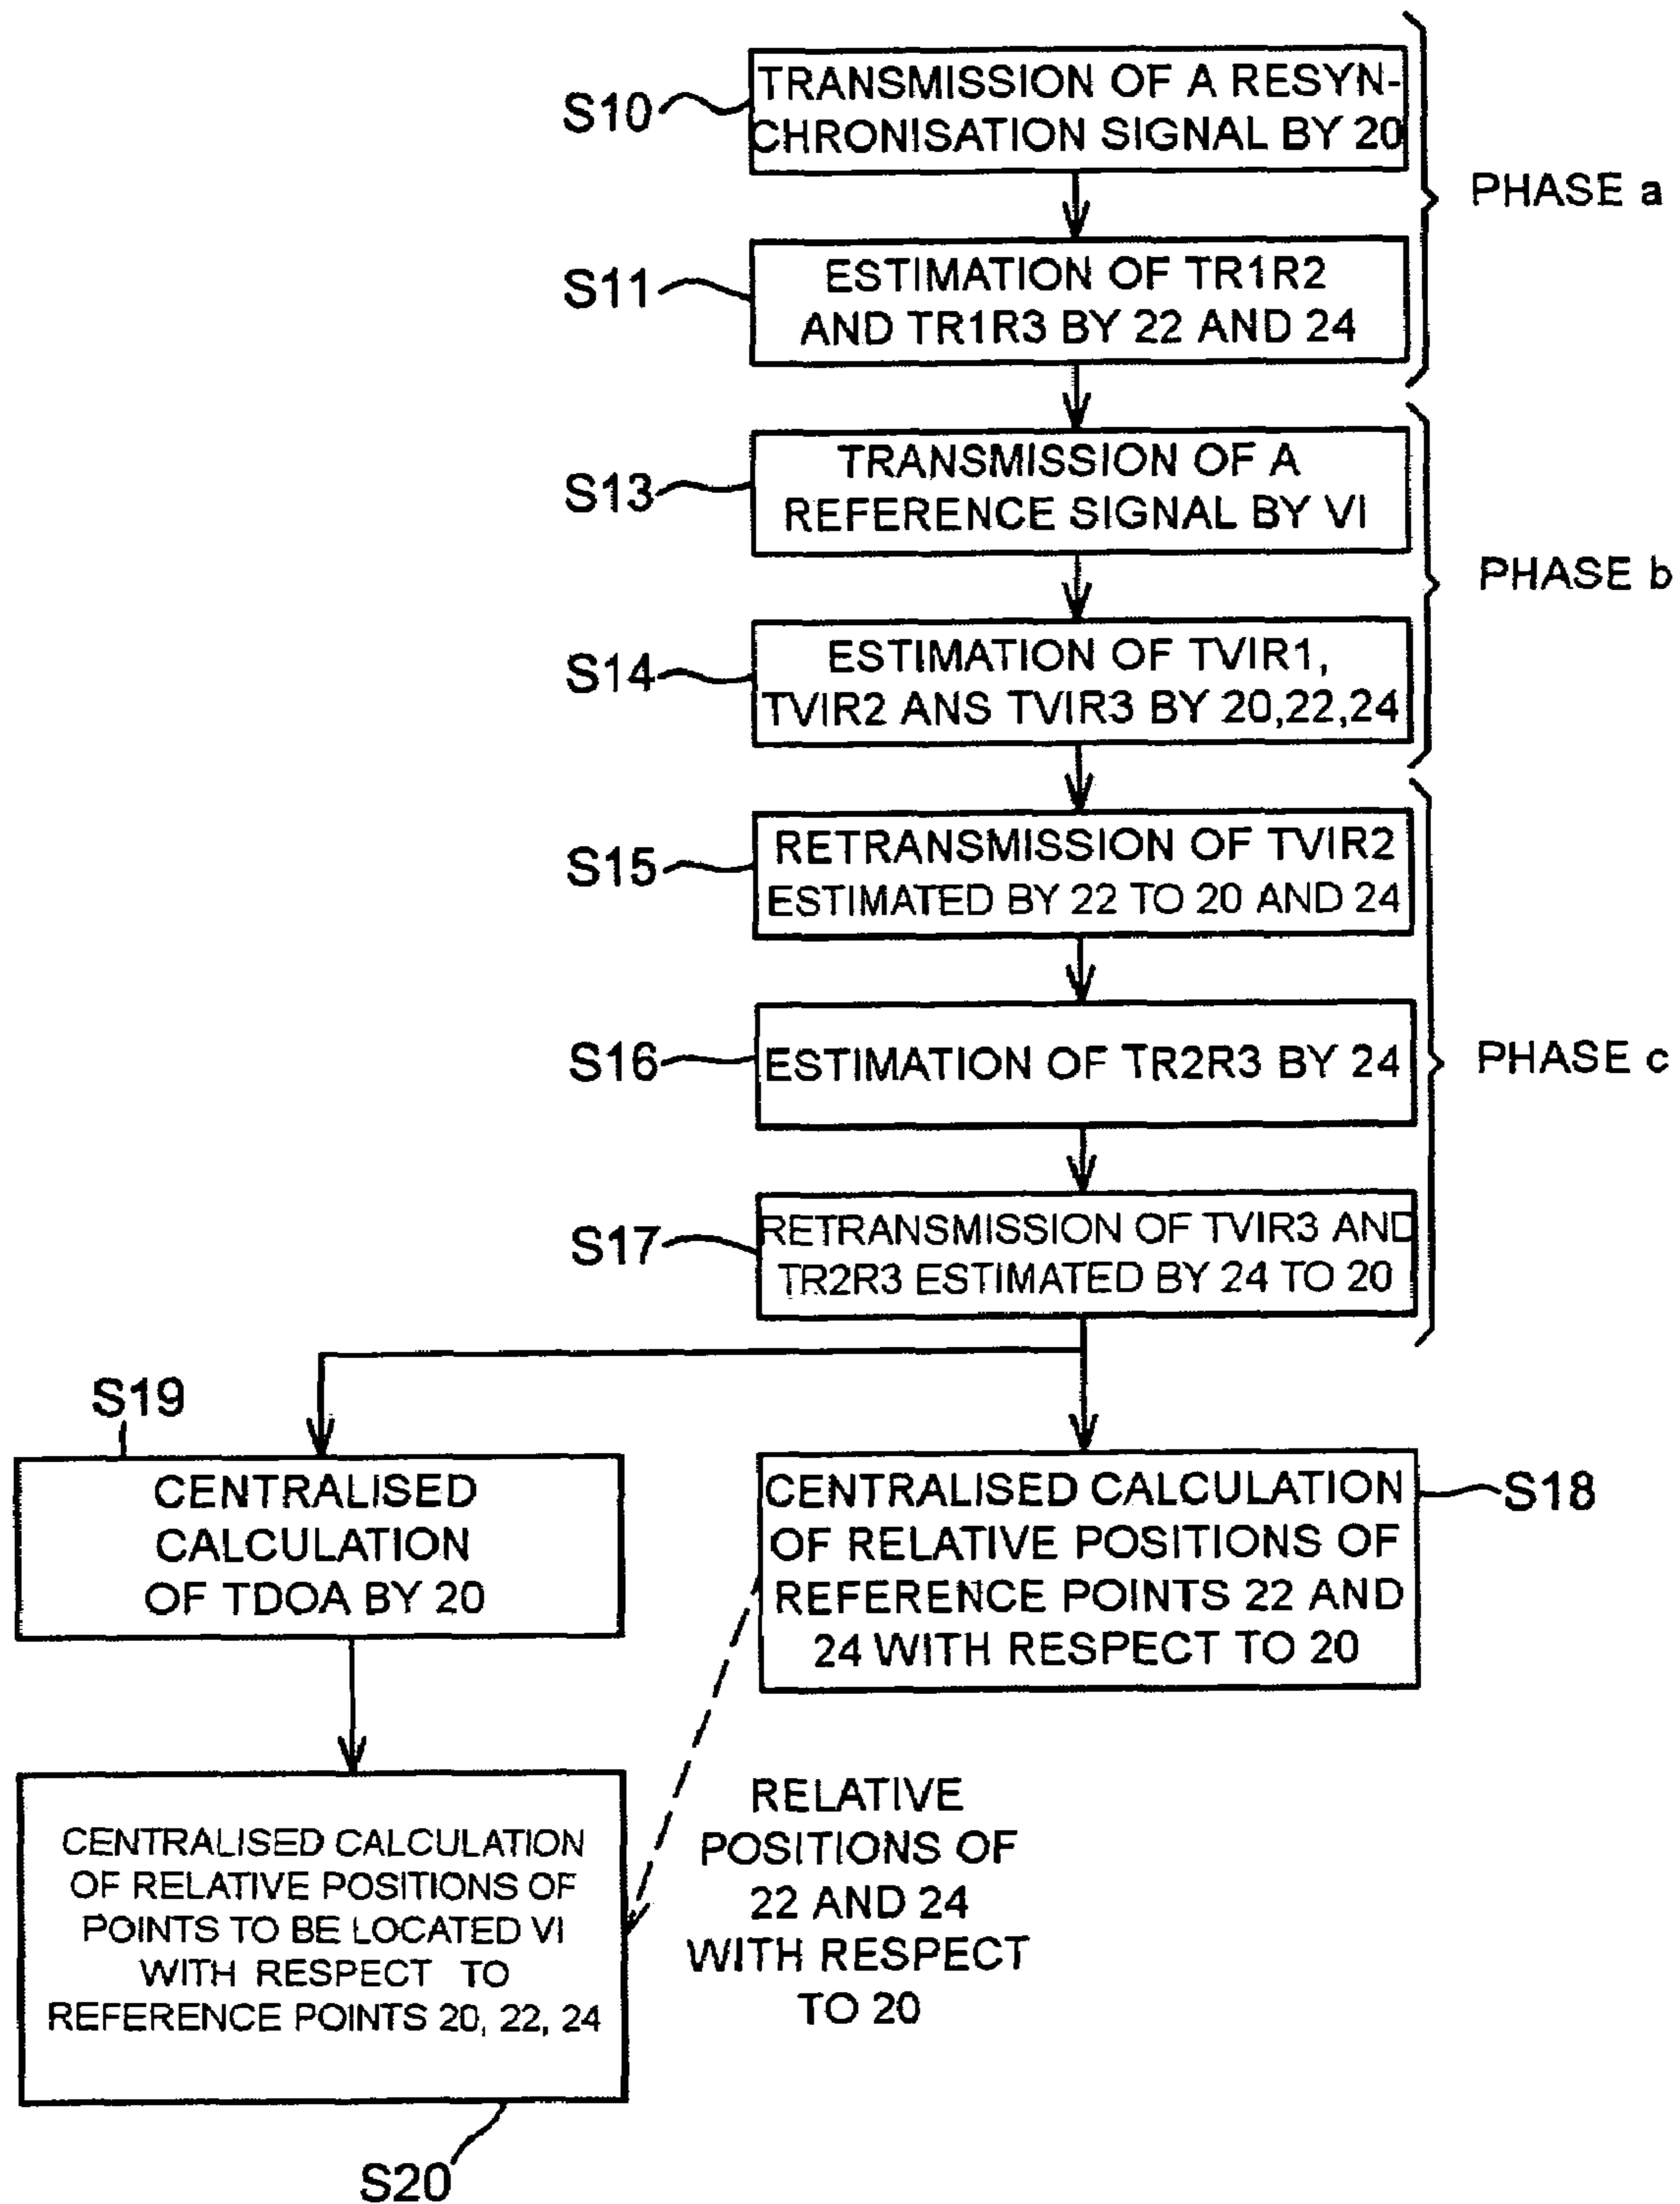 S10
TRANSMISSION OF A RESYN-
CHRONISATION SIGNAL BY 20
PHASE a
S11
ESTIMATION OF TR1R2
AND TR1R3 BY 22 AND 24
S13
TRANSMISSION OF A
REFERENCE SIGNAL BY VI
PHASE b
S14
ESTIMATION OF TVIR1,
TVIR2 ANS TVIR3 BY 20,22,24
S15
RETRANSMISSION OF TVIR2
ESTIMATED BY 22 TO 20 AND 24
S16
ESTIMATION OF TR2R3 BY 24
PHASE c
S17
RETRANSMISSION OF TVIR3 AND
TR2R3 ESTIMATED BY 24 TO 20
S19
CENTRALISED
CALCULATION
OF TDOA BY 20
CENTRALISED CALCULATION
OF RELATIVE POSITIONS OF
REFERENCE POINTS 22 AND
24 WITH RESPECT TO 20
S18
CENTRALISED CALCULATION
OF RELATIVE POSITIONS OF
POINTS TO BE LOCATED VI
WITH RESPECT TO
REFERENCE POINTS 20, 22, 24
S20
RELATIVE
POSITIONS OF
22 AND 24
WITH RESPECT
TO 20